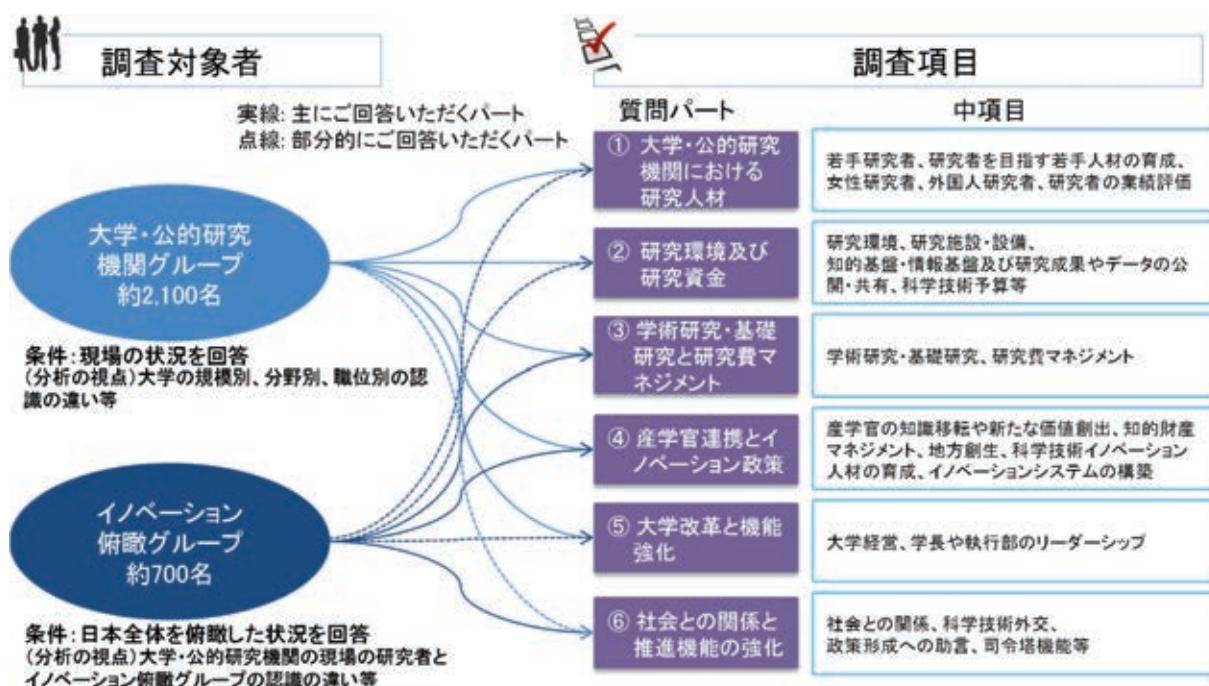 調査対象者
調査項目
実線: 主にご回答いただくパート
点線: 部分的にご回答いただくパート
質問パート
中項目
大学・公的研究
機関グループ
約2,100名
条件：現場の状況を回答
(分析の視点)大学の規模別、分野別、職位別の認
識の違い等
イノベーション
俯瞰グループ
約700名
条件：日本全体を俯瞰した状況を回答
(分析の視点)大学・公的研究機関の現場の研究者と
イノベーション俯瞰グループの認識の違い等
① 大学・公的研究
機関における
研究人材
若手研究者、研究者を目指す若手人材の育成、
女性研究者、外国人研究者、研究者の業績評価
② 研究環境及び
研究資金
研究環境、研究施設・設備、
知的基盤・情報基盤及び研究成果やデータの公
開・共有、科学技術予算等
③ 学術研究・基礎
研究と研究費マ
ネジメント
学術研究・基礎研究、研究費マネジメント
④ 産学官連携とイ
ノベーション政策
産学官の知識移転や新たな価値創出、知的財産
マネジメント、地方創生、科学技術イノベーション
人材の育成、イノベーションシステムの構築
⑤ 大学改革と機能
強化
大学経営、学長や執行部のリーダーシップ
⑥ 社会との関係と
推進機能の強化
社会との関係、科学技術外交、
政策形成への助言、司令塔機能等